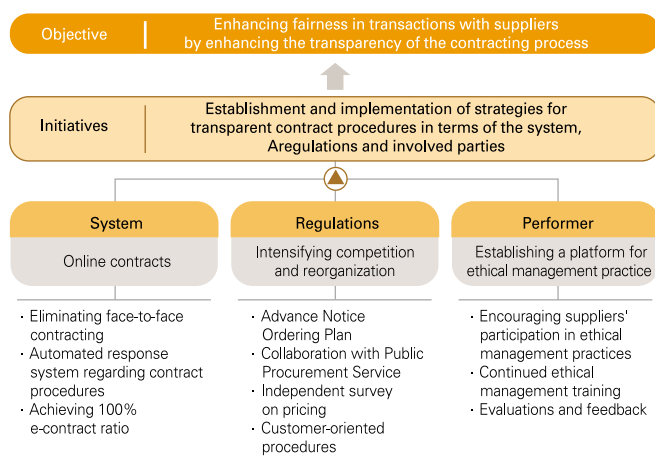 Objective
Enhancing fairness in transactions with suppliers
by enhancing the transparency of the contracting process
Initiatives
Establishment and implementation of strategies for
transparent contract procedures in terms of the system,
Aregulations and involved parties
System
Online contracts
· Eliminating face-to-face
contracting
· Automated response
system regarding contract
procedures
· Achieving 100%
e-contract ratio
Regulations
Intensifying competition
and reorganization
· Advance Notice
Ordering Plan
· Collaboration with Public
Procurement Service
· Independent survey
on pricing
· Customer-oriented
procedures
Performer
Establishing a platform for
ethical management practice
· Encouraging suppliers'
participation in ethical
management practices
· Continued ethical
management training
· Evaluations and feedback